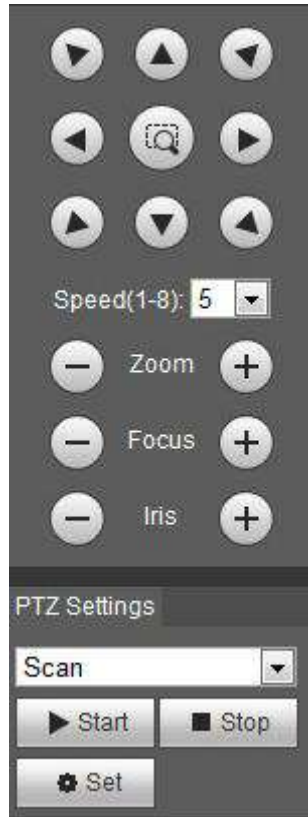 Speed(1-8): 5
Zoom
Focus
Iris
PTZ Settings
Scan
Start Stop
Set